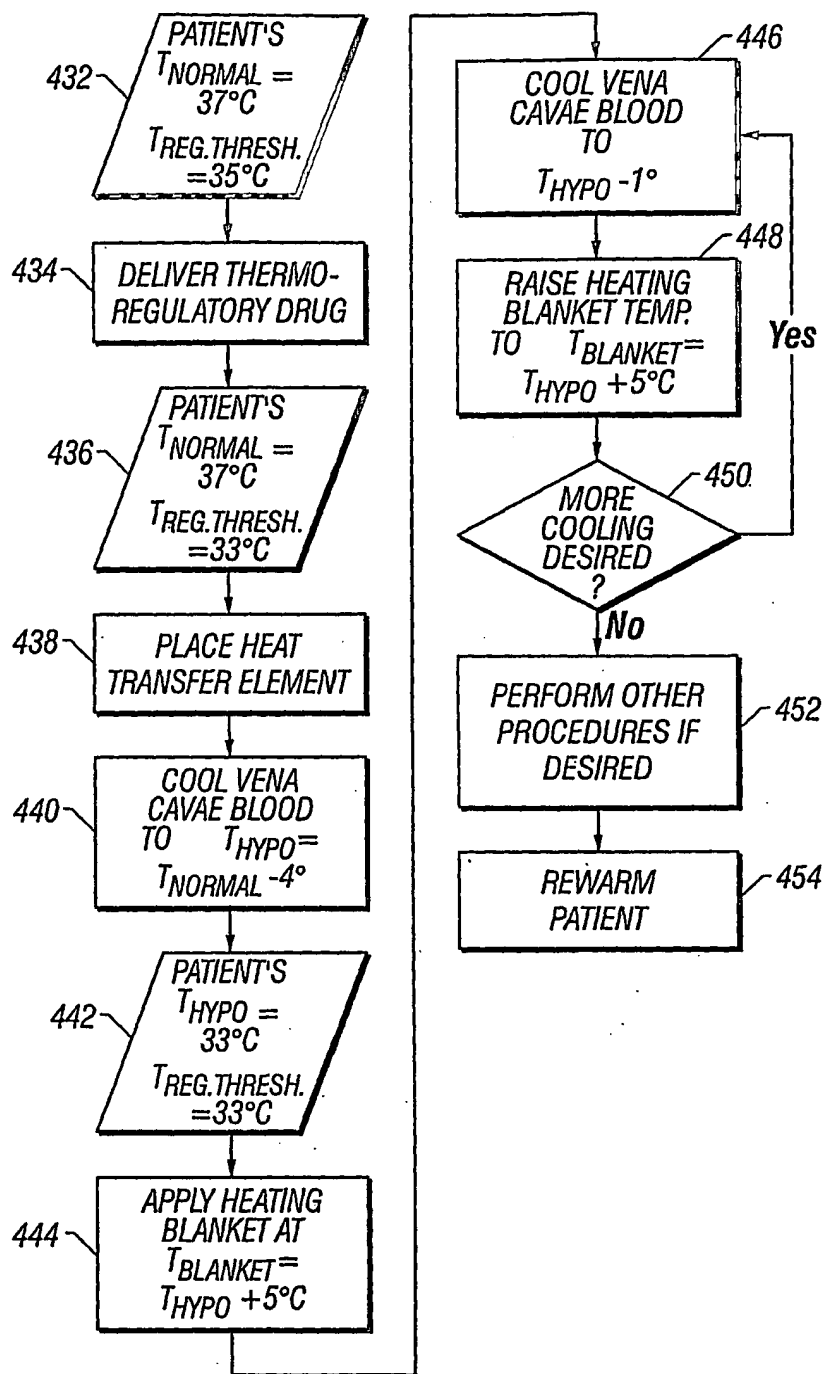 432
PATIENT'S
TNORMAL =
37°C
TREG.THRESH.
=35°C
434
DELIVER THERMO-
REGULATORY DRUG
436
PATIENT'S
TNORMAL =
37°C
TREG.THRESH.
=33°C
438
PLACE HEAT
TRANSFER ELEMENT
440
COOL VENA
CAVAE BLOOD
TO THYPO=
TNORMAL -4°
442
PATIENT'S
THYPO =
33°C
TREG.THRESH.
=33°C
444
APPLY HEATING
BLANKET AT
TBLANKET=
THYPO +5°C
446
COOL VENA
CAVAE BLOOD
TO
THYPO -1°
448
RAISE HEATING
BLANKET TEMP.
TO TBLANKET=
THYPO +5°C
Yes
450
MORE
COOLING
DESIRED
?
No
452
PERFORM OTHER
PROCEDURES IF
DESIRED
454
REWARM
PATIENT